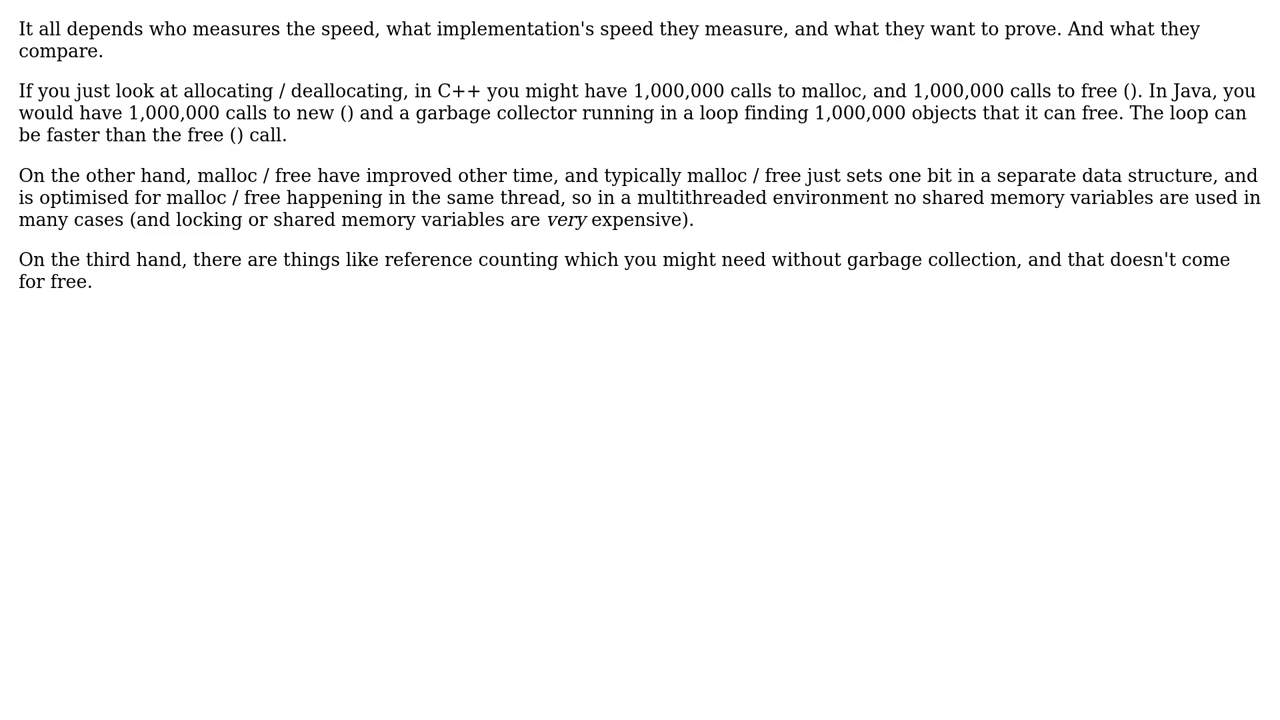 It all depends who measures the speed, what implementation's speed they measure, and what they want to prove. And what they
compare.
If you just look at allocating / deallocating, in C++ you might have 1,000,000 calls to malloc, and 1,000,000 calls to free (). In Java, you
would have 1,000,000 calls to new () and a garbage collector running in a loop finding 1,000,000 objects that it can free. The loop can
be faster than the free () call.
On the other hand, malloc / free have improved other time, and typically malloc / free just sets one bit in a separate data structure, and
is optimised for malloc / free happening in the same thread, so in a multithreaded environment no shared memory variables are used in
many cases (and locking or shared memory variables are very expensive).
On the third hand, there are things like reference counting which you might need without garbage collection, and that doesn't come
for free.